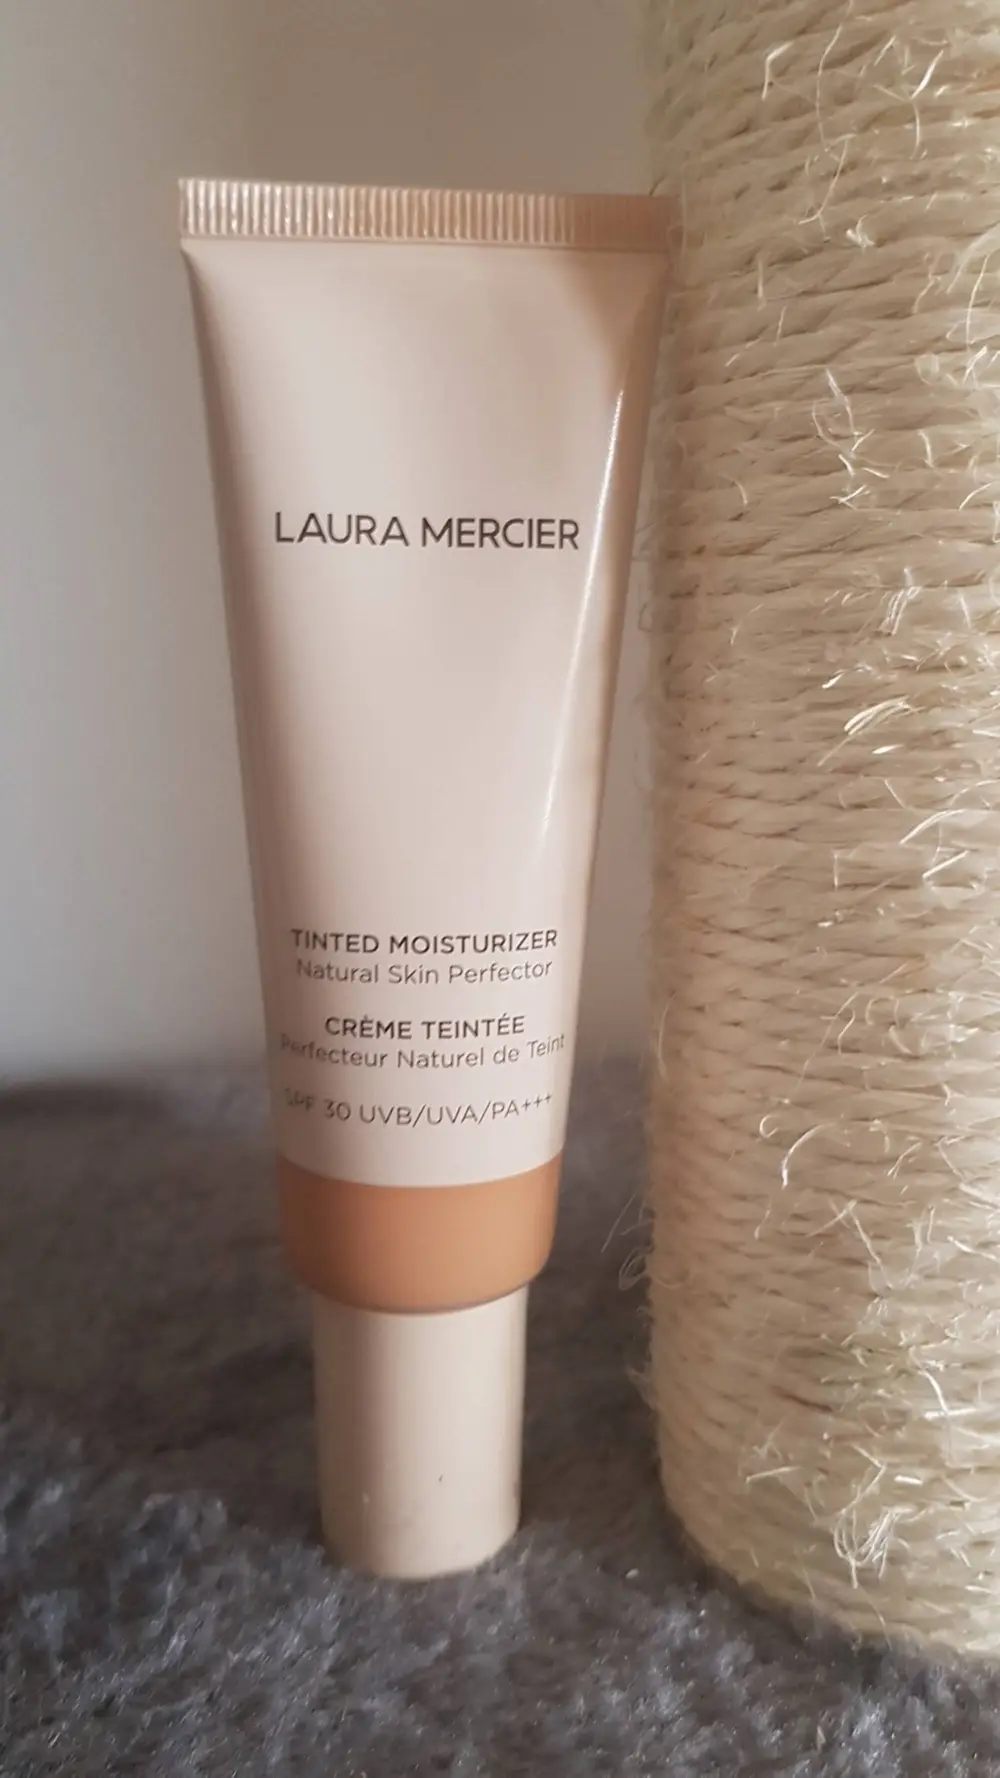 LAURA MERCIER
TINTED MOISTURIZER
Natural Skin Perfector
CRÈME TEINTÉE
Perfecteur Naturel de Teint
SPF 30 UVB/UVA/PA+++